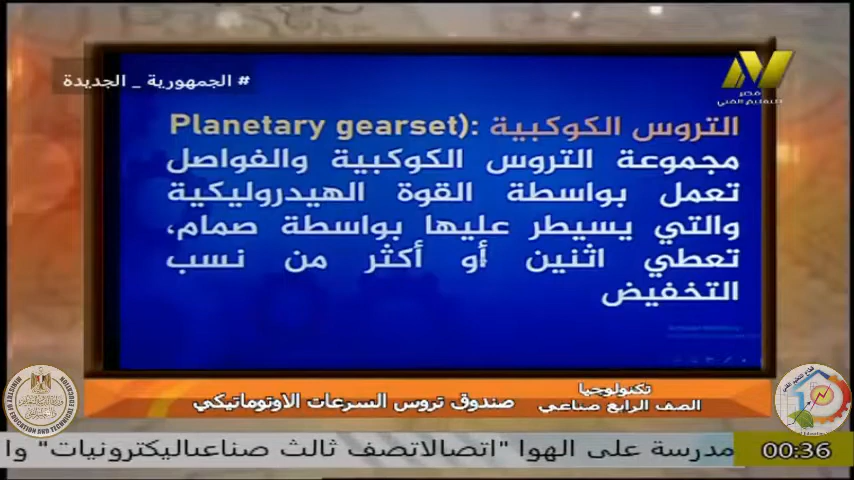 # الجمهورية _ الجديدة
مصر
للتعليم الفني
التروس الكوكبية :(Planetary gearset
مجموعة التروس الكوكبية والفواصل
تعمل بواسطة القوة الهيدروليكية
والتي يسيطر عليها بواسطة صمام،
تعطي اثنين أو أكثر من نسب
التخفيض
تكنولوجيا
الصف الرابع صناعي
صندوق تروس السرعات الاوتوماتيكي
مدرسة على الهوا "اتصالاتصف ثالث صناعىاليكترونيات" وا
00:36